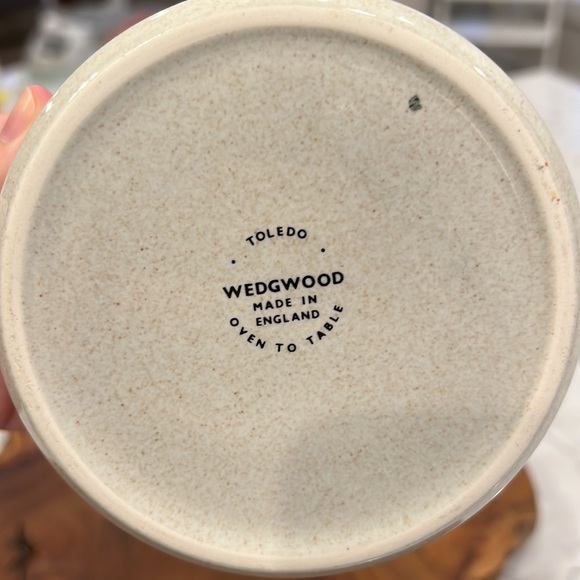 TOLEDO
WEDGWOOD
MADE IN
ENGLAND
OVEN TO TABLE